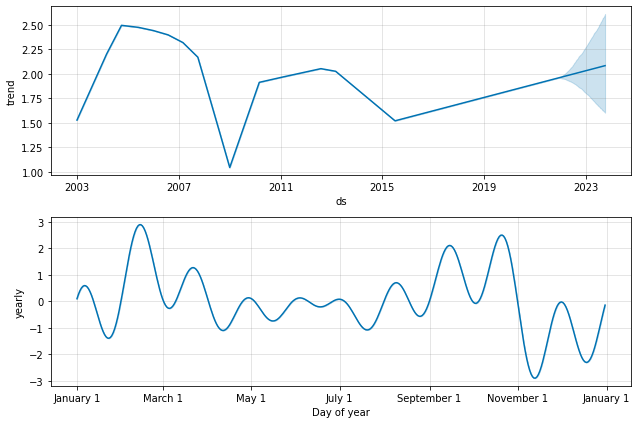 2.50
2.25
2.00
1.75
1.50
1.25
1.00
trend
2003 2007 2011 2015 2019 2023
ds
3
2
1
0
−1
−2
−3
yearly
January 1 March 1 May 1 July 1 September 1 November 1 January 1
Day of year